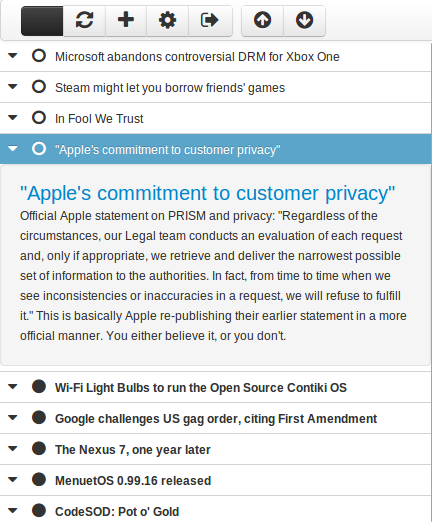 Microsoft abandons controversial DRM for Xbox One
Steam might let you borrow friends' games
In Fool We Trust
"Apple's commitment to customer privacy"
"Apple's commitment to customer privacy"
Official Apple statement on PRISM and privacy: "Regardless of the
circumstances, our Legal team conducts an evaluation of each request
and, only if appropriate, we retrieve and deliver the narrowest possible
set of information to the authorities. In fact, from time to time when we
see inconsistencies or inaccuracies in a request, we will refuse to fulfill
it." This is basically Apple re-publishing their earlier statement in a more
official manner. You either believe it, or you don't.
Wi-Fi Light Bulbs to run the Open Source Contiki OS
Google challenges US gag order, citing First Amendment
The Nexus 7, one year later
MenuetOS 0.99.16 released
CodeSOD: Pot o' Gold